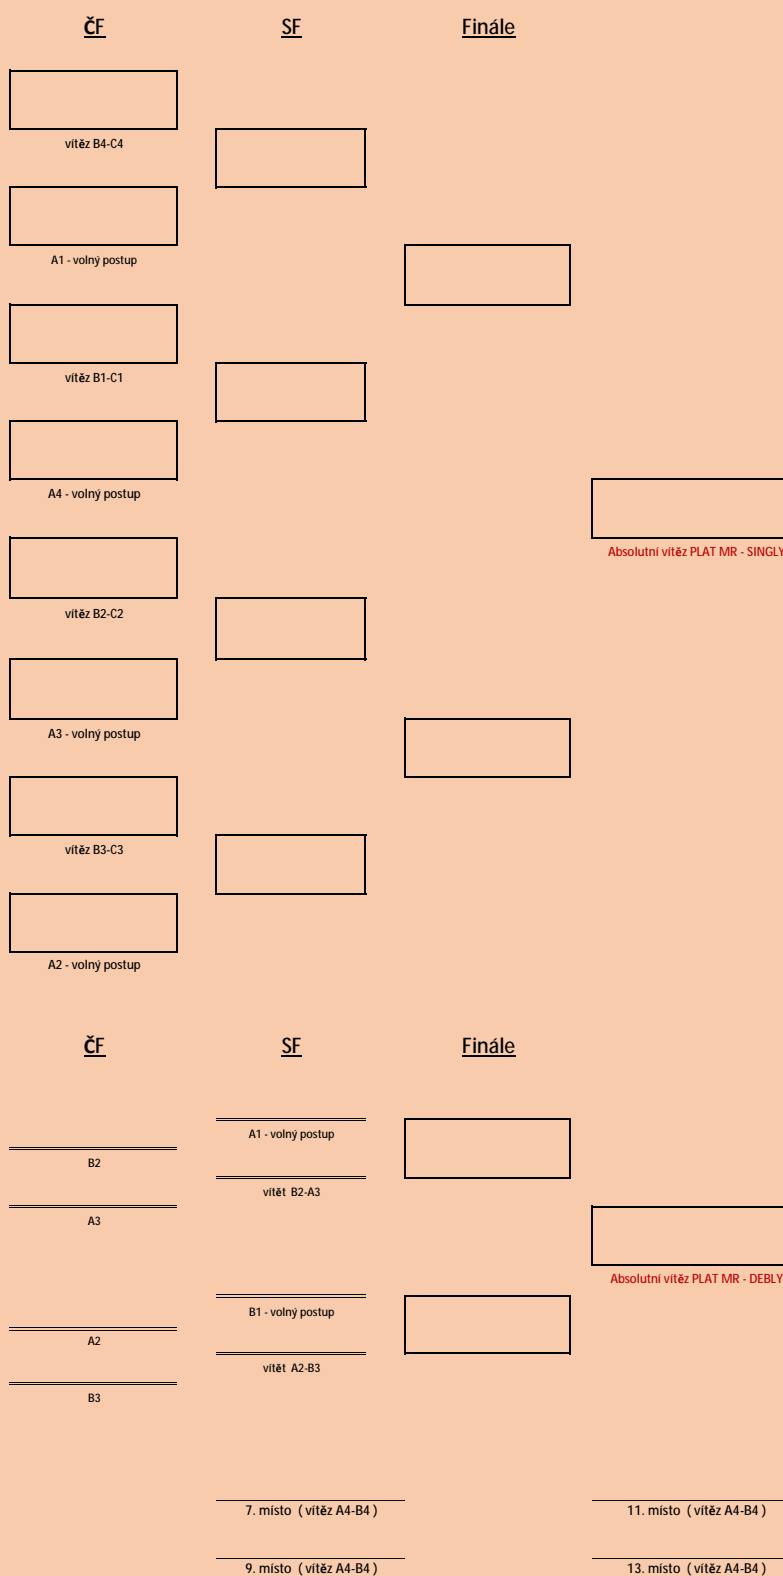 ČF SF Finále
vítěz B4-C4
A1 - volný postup
vítěz B1-C1
A4 - volný postup
Absolutní vítěz PLAT MR - SINGLY
vítěz B2-C2
A3 - volný postup
vítěz B3-C3
A2 - volný postup
ČF SF Finále
A1 - volný postup
B2
vítět B2-A3
A3
Absolutní vítěz PLAT MR - DEBLY
B1 - volný postup
A2
vítět A2-B3
B3
7. místo ( vítěz A4-B4 ) 11. místo ( vítěz A4-B4 )
9. místo ( vítěz A4-B4 ) 13. místo ( vítěz A4-B4 )